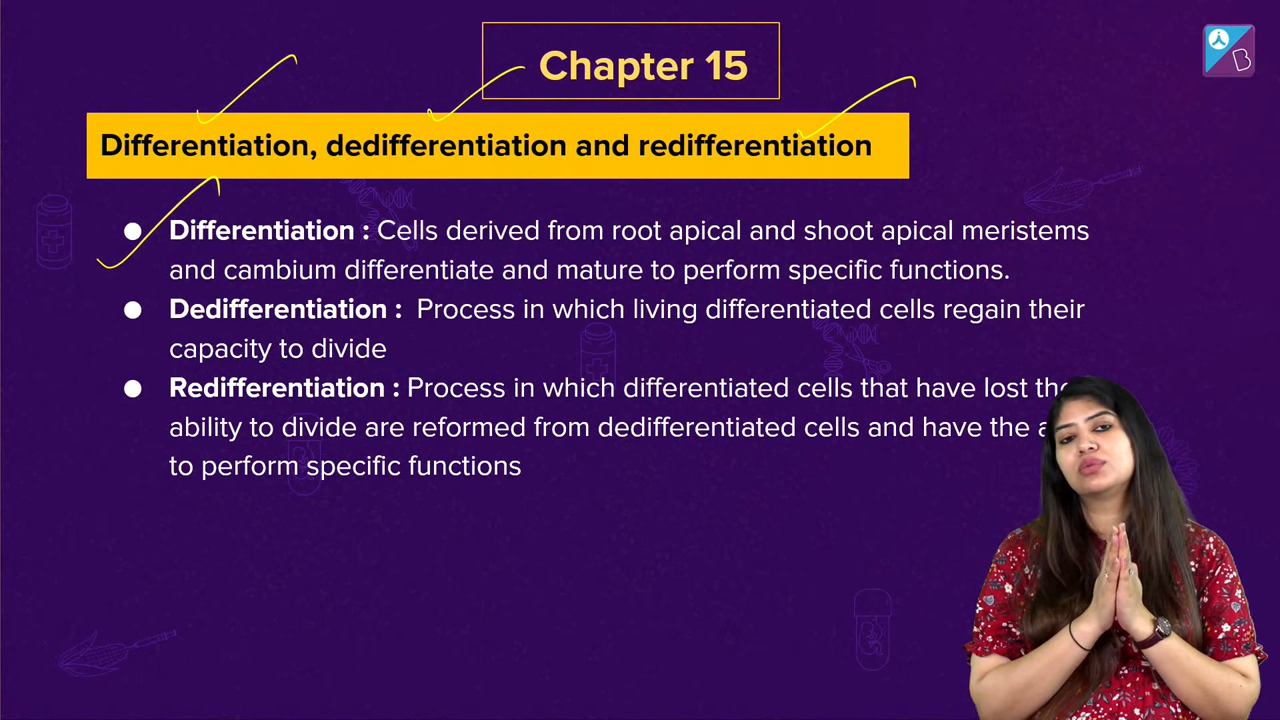 Chapter 15
Differentiation, dedifferentiation and redifferentiation
● Differentiation : Cells derived from root apical and shoot apical meristems
and cambium differentiate and mature to perform specific functions.
● Dedifferentiation : Process in which living differentiated cells regain their
capacity to divide
● Redifferentiation : Process in which differentiated cells that have lost
ability to divide are reformed from dedifferentiated cells and have the
to perform specific functions
B